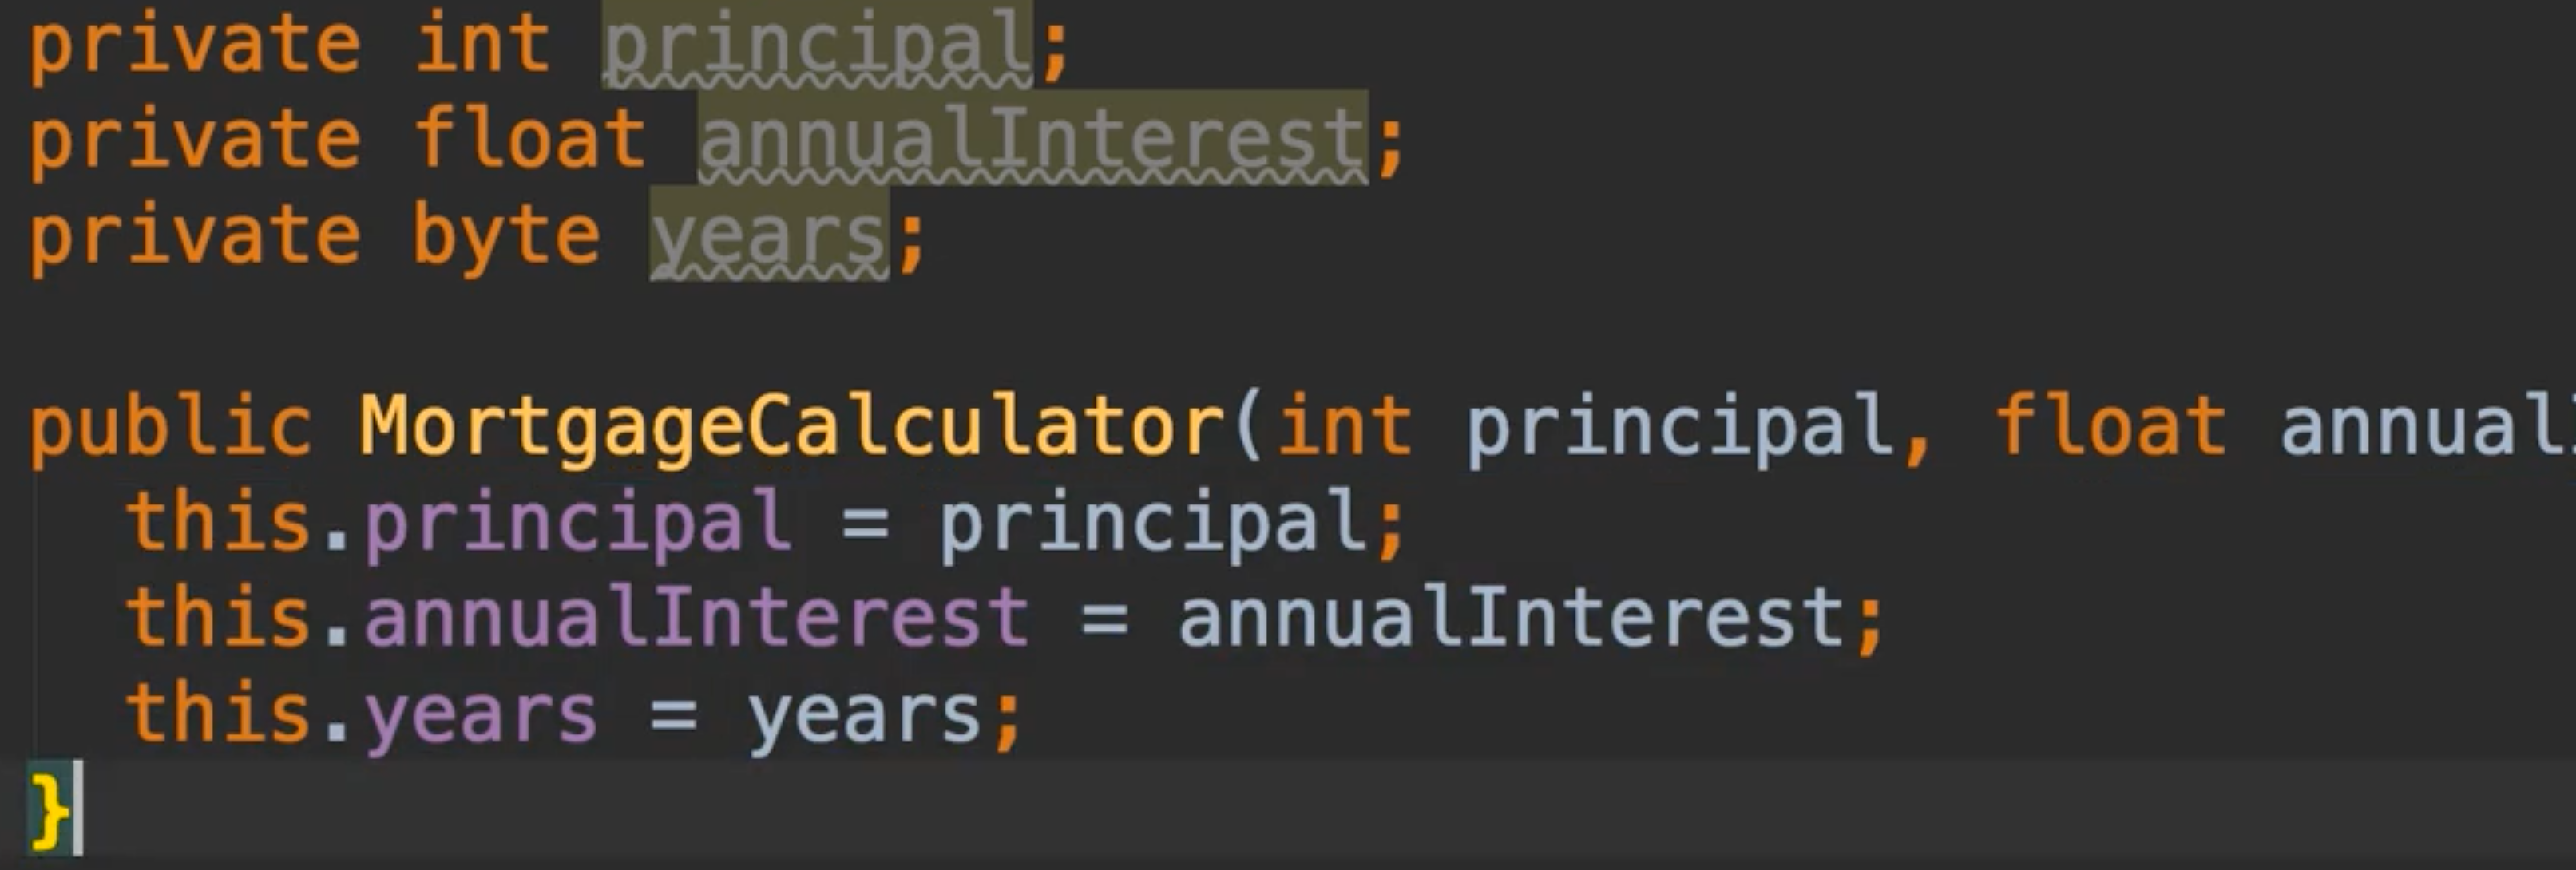 private int principal;
private float annualInterest;
private byte years;
public MortgageCalculator(int principal, float annual
this.principal = principal;
this.annualInterest = annualInterest;
this.years = years;
}